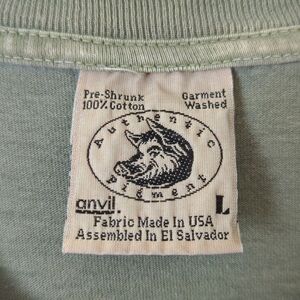 Pre-Shrunk Garment
100% Cotton Washed
Authentic
Pigment
anvil. L
Fabric Made In USA
Assembled In El Salvador